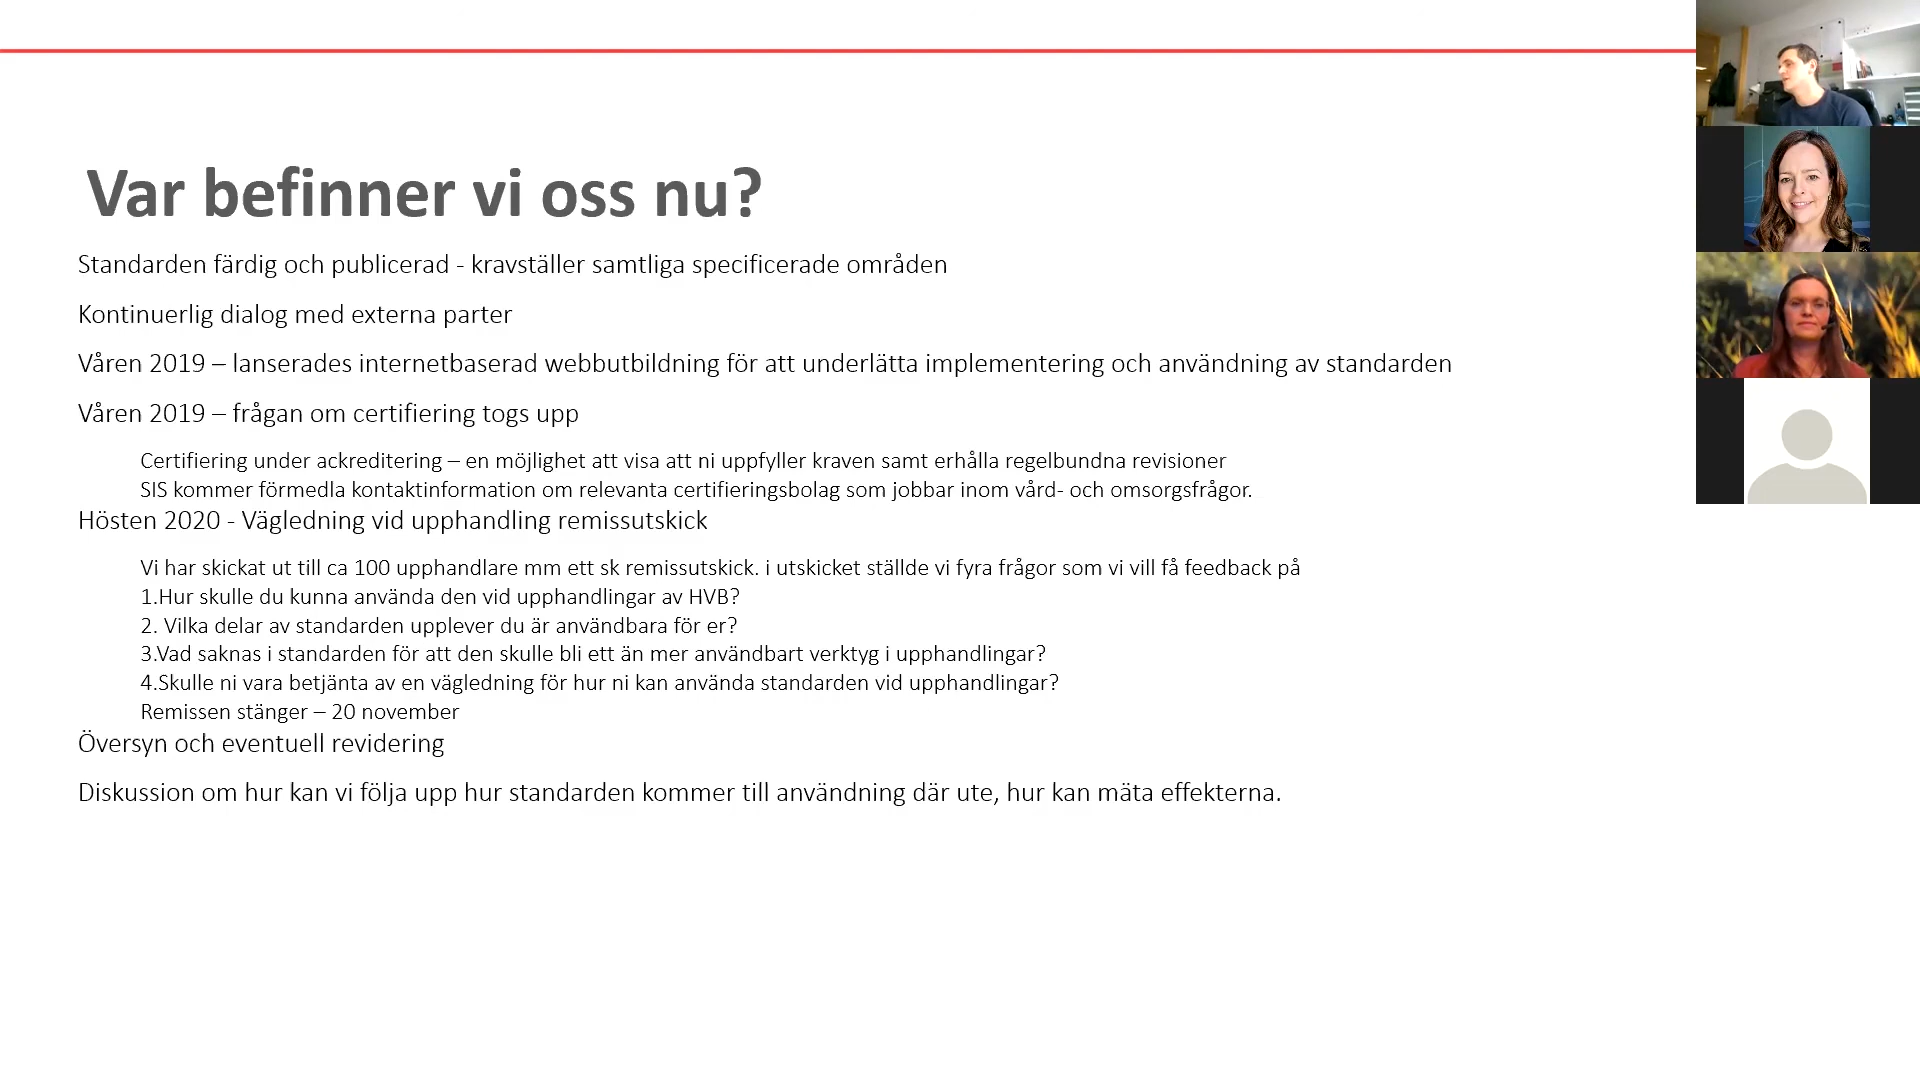 Var befinner vi oss nu?
Standarden färdig och publicerad - kravställer samtliga specificerade områden
Kontinuerlig dialog med externa parter
Våren 2019 – lanserades internetbaserad webbutbildning för att underlätta implementering och användning av standarden
Våren 2019 – frågan om certifiering togs upp
Certifiering under ackreditering – en möjlighet att visa att ni uppfyller kraven samt erhålla regelbundna revisioner
SIS kommer förmedla kontaktinformation om relevanta certifieringsbolag som jobbar inom vård- och omsorgsfrågor.
Hösten 2020 - Vägledning vid upphandling remissutskick
Vi har skickat ut till ca 100 upphandlare mm ett sk remissutskick. i utskicket ställde vi fyra frågor som vi vill få feedback på
1.Hur skulle du kunna använda den vid upphandlingar av HVB?
2. Vilka delar av standarden upplever du är användbara för er?
3.Vad saknas i standarden för att den skulle bli ett än mer användbart verktyg i upphandlingar?
4.Skulle ni vara betjänta av en vägledning för hur ni kan använda standarden vid upphandlingar?
Remissen stänger – 20 november
Översyn och eventuell revidering
Diskussion om hur kan vi följa upp hur standarden kommer till användning där ute, hur kan mäta effekterna.